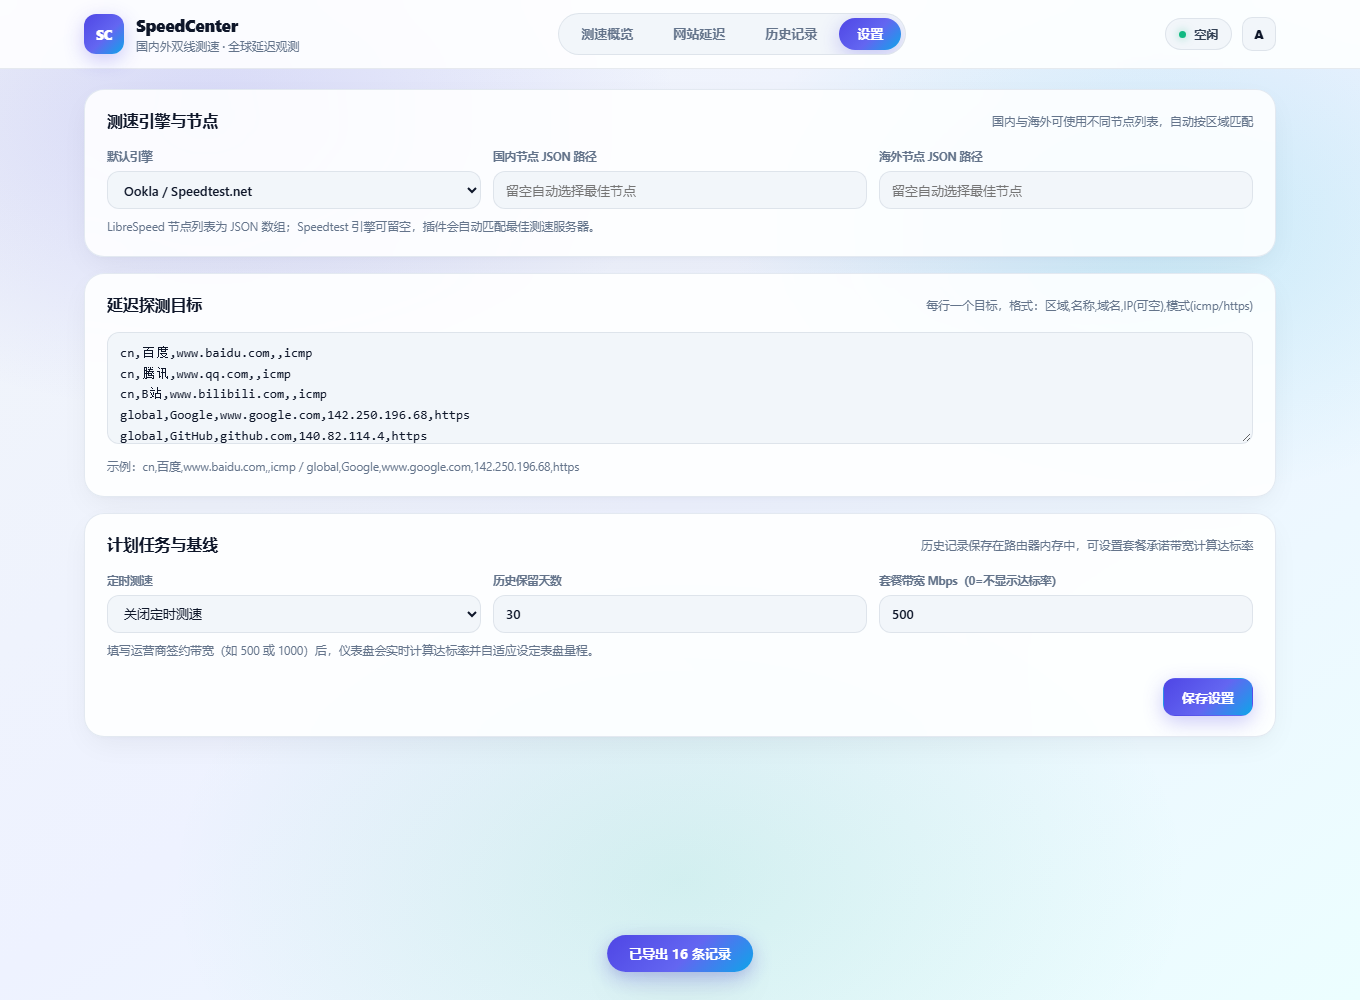 SC
SpeedCenter
国内外双线测速 · 全球延迟观测
测速概览
网站延迟
历史记录
设置
空闲
A
测速引擎与节点
国内与海外可使用不同节点列表，自动按区域匹配
默认引擎
国内节点 JSON 路径
海外节点 JSON 路径
Ookla / Speedtest.net
留空自动选择最佳节点
留空自动选择最佳节点
LibreSpeed 节点列表为 JSON 数组；Speedtest 引擎可留空，插件会自动匹配最佳测速服务器。
延迟探测目标
每行一个目标，格式：区域,名称,域名,IP(可空),模式(icmp/https)
cn,百度,www.baidu.com,,icmp
cn,腾讯,www.qq.com,,icmp
cn,B站,www.bilibili.com,,icmp
global,Google,www.google.com,142.250.196.68,https
global,GitHub,github.com,140.82.114.4,https
示例：cn,百度,www.baidu.com,,icmp / global,Google,www.google.com,142.250.196.68,https
计划任务与基线
历史记录保存在路由器内存中，可设置套餐承诺带宽计算达标率
定时测速
历史保留天数
套餐带宽 Mbps（0=不显示达标率）
关闭定时测速
30
500
填写运营商签约带宽（如 500 或 1000）后，仪表盘会实时计算达标率并自适应设定表盘量程。
保存设置
已导出 16 条记录